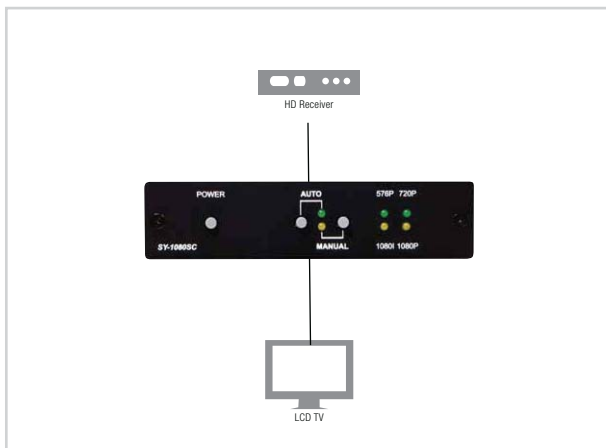 HD Receiver
POWER AUTO 576P 720P
SY-1080SC MANUAL 1080I 1080P
LCD TV